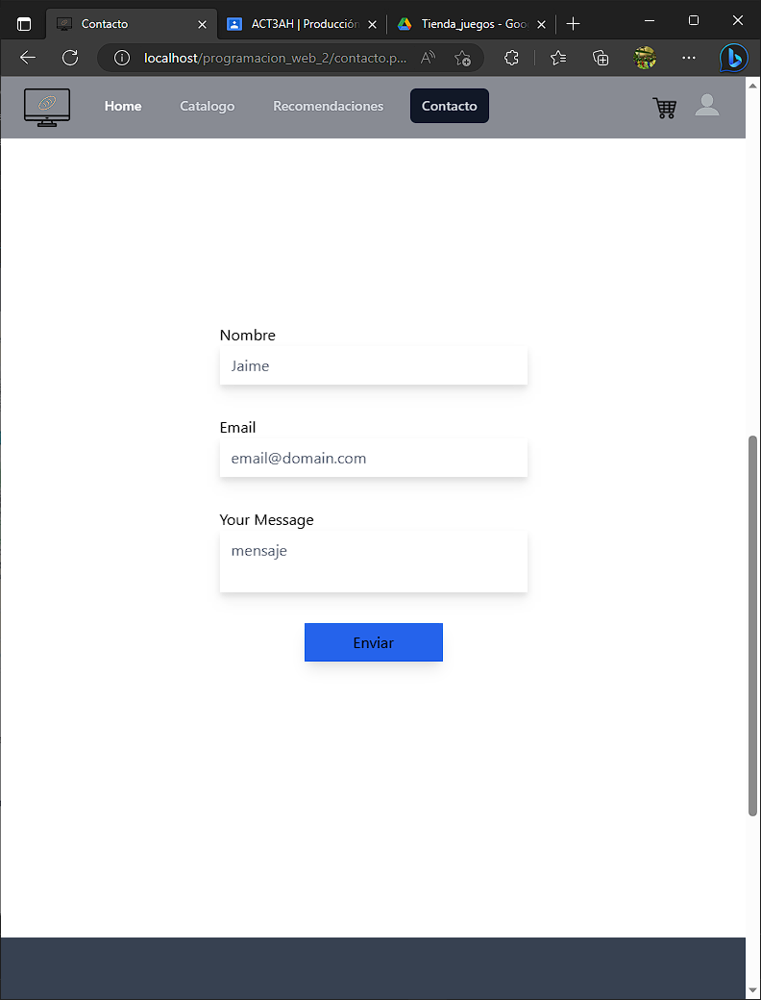 Contacto
ACT3AH | Producción
Tienda_juegos - Goo
localhost/programacion_web_2/contacto.p...
Home Catalogo Recomendaciones Contacto
Nombre
Jaime
Email
email@domain.com
Your Message
mensaje
Enviar